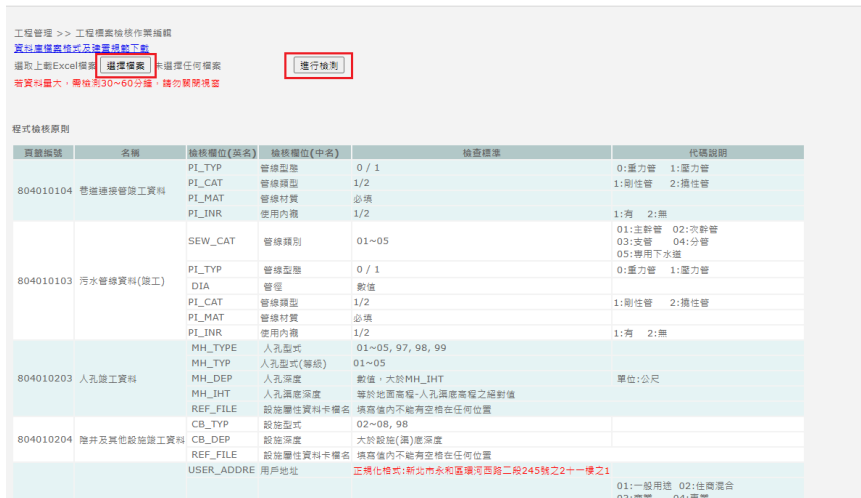 工程管理 >> 工程檔案檢核作業編輯
資料庫檔案格式及建置規範下載
選取上載Excel檔案 選擇檔案 未選擇任何檔案 進行檢測
若資料量大，需檢測30~60分鐘，請勿關閉視窗
程式檢核原則
頁籤編號 名稱 檢核欄位(英名) 檢核欄位(中名) 檢查標準 代碼說明
804010104 巷道連接管竣工資料
PI_TYP 管線型態 0 / 1 0:重力管 1:壓力管
PI_CAT 管線類型 1/2 1:剛性管 2:撓性管
PI_MAT 管線材質 必填
PI_INR 使用內襯 1/2 1:有 2:無
804010103 污水管線資料(竣工)
SEW_CAT 管線類別 01~05 01:主幹管 02:次幹管
03:支管 04:分管
05:專用下水道
PI_TYP 管線型態 0 / 1 0:重力管 1:壓力管
DIA 管徑 數值
PI_CAT 管線類型 1/2 1:剛性管 2:撓性管
PI_MAT 管線材質 必填
PI_INR 使用內襯 1/2 1:有 2:無
804010203 人孔竣工資料
MH_TYPE 人孔型式 01~05, 97, 98, 99
MH_TYP 人孔型式(等級) 01~05
MH_DEP 人孔深度 數值，大於MH_IHT 單位:公尺
MH_IHT 人孔渠底深度 等於地面高程-人孔渠底高程之絕對值
REF_FILE 設施屬性資料卡檔名 填寫值內不能有空格在任何位置
804010204 陰井及其他設施竣工資料
CB_TYP 設施型式 02~08, 98
CB_DEP 設施深度 大於設施(渠)底深度
REF_FILE 設施屬性資料卡檔名 填寫值內不能有空格在任何位置
USER_ADDRE 用戶地址 正規化格式:新北市永和區環河西路二段245號之2十一樓之1
01:一般用途 02:住商混合